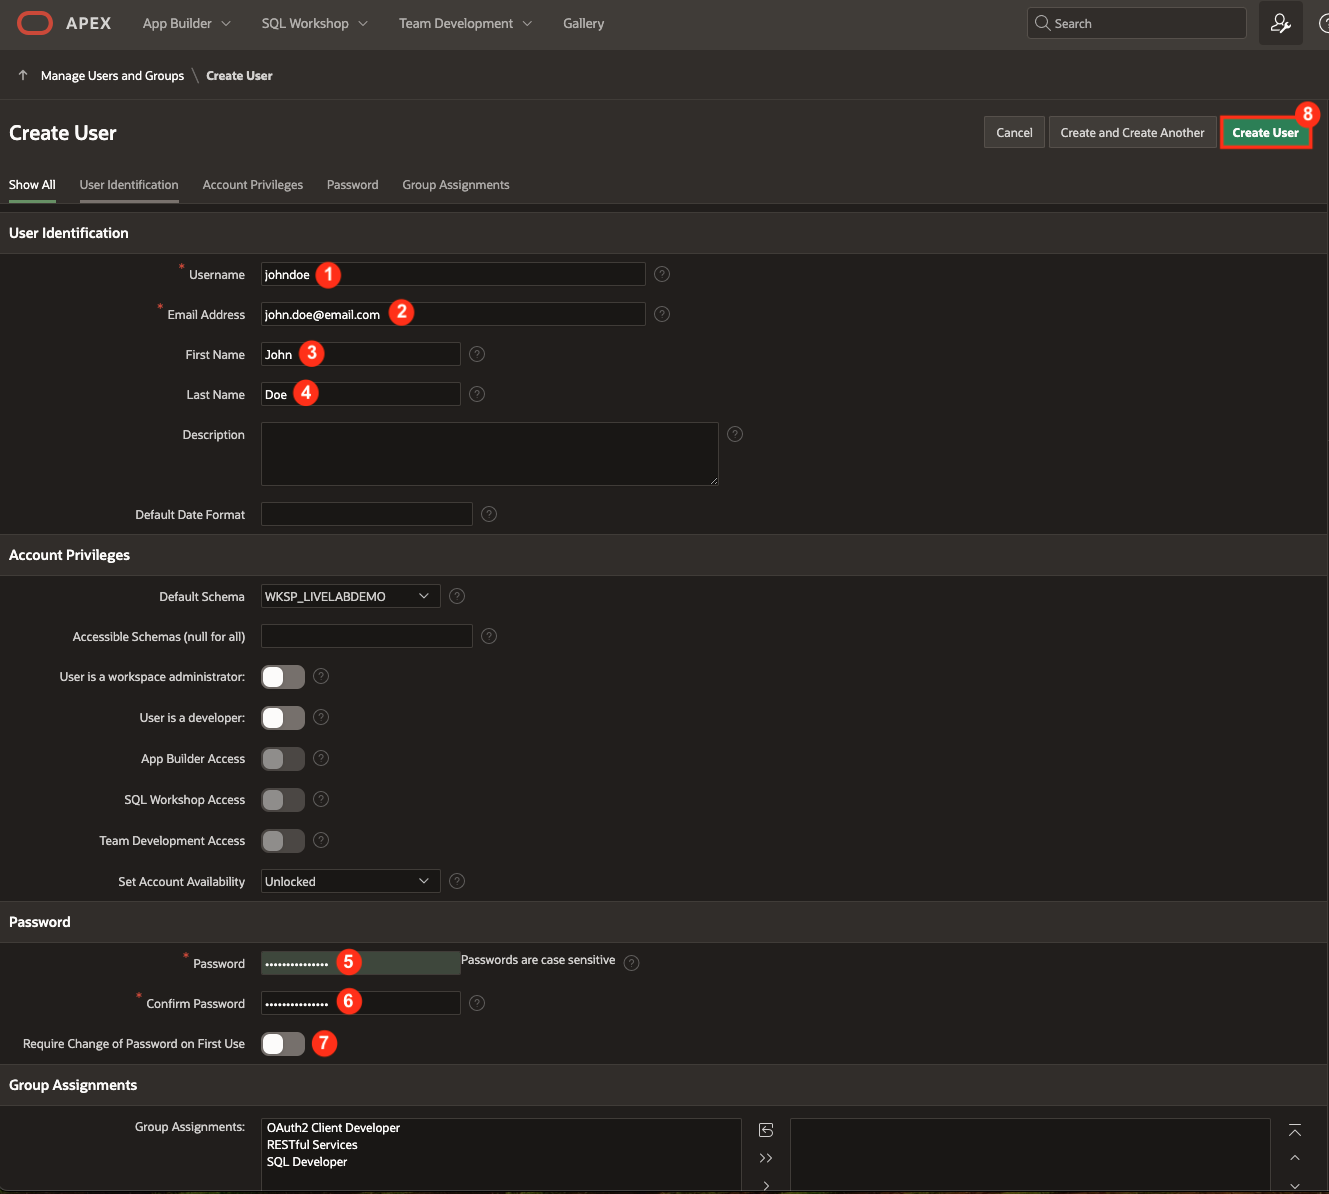 APEX App Builder SQL Workshop Team Development Gallery Search
Manage Users and Groups \ Create User
8
Create User Cancel Create and Create Another Create User
Show All User Identification Account Privileges Password Group Assignments
User Identification
* Username johndoe 1 ?
* Email Address john.doe@email.com 2 ?
First Name John 3 ?
Last Name Doe 4 ?
Description ?
Default Date Format ?
Account Privileges
Default Schema WKSP_LIVELABDEMO ?
Accessible Schemas (null for all) ?
User is a workspace administrator: ?
User is a developer: ?
App Builder Access ?
SQL Workshop Access ?
Team Development Access ?
Set Account Availability Unlocked ?
Password
* Password ••••••••••••••• 5 Passwords are case sensitive ?
* Confirm Password ••••••••••••••• 6 ?
Require Change of Password on First Use 7
Group Assignments
Group Assignments: OAuth2 Client Developer
RESTful Services
SQL Developer